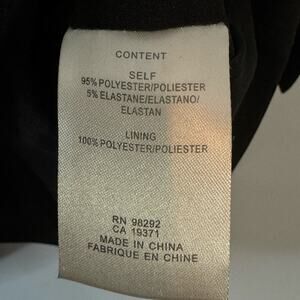 CONTENT
SELF
95% POLYESTER/POLIESTER
5% ELASTANE/ELASTANO/
ELASTAN
LINING
100% POLYESTER/POLIESTER
RN 98292
CA 19371
MADE IN CHINA
FABRIQUE EN CHINE